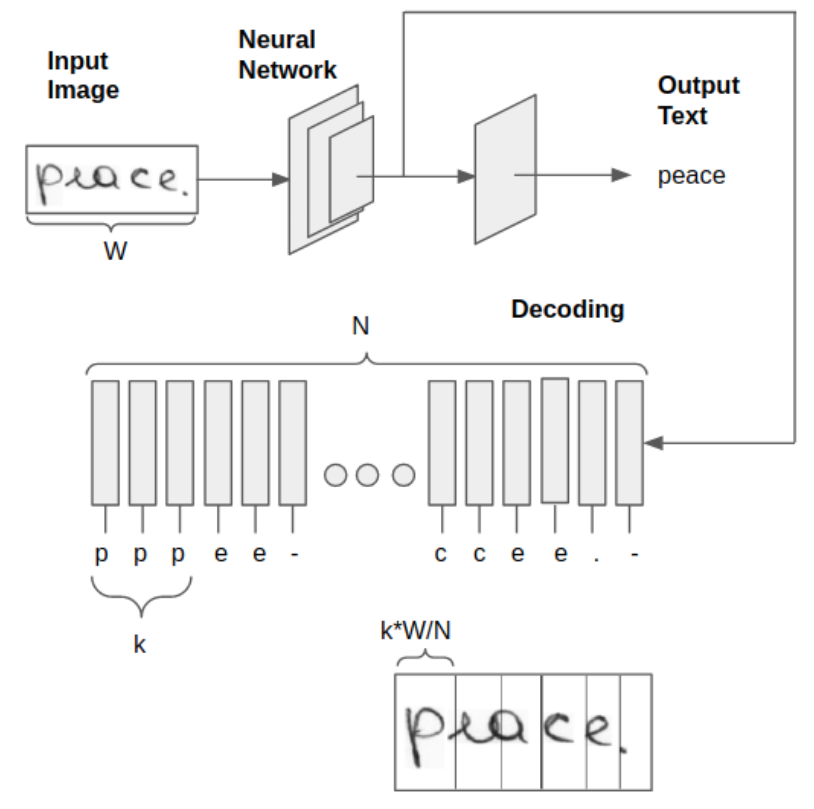 Input
Image
Neural
Network
Output
Text
peace.
peace
W
Decoding
N
p p p e e - c c e e . -
k
k*W/N
peace.